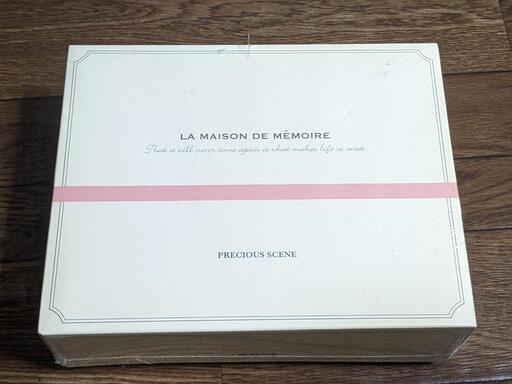 LA MAISON DE MÉMOIRE
That it will never come again is what makes life so sweet.
PRECIOUS SCENE